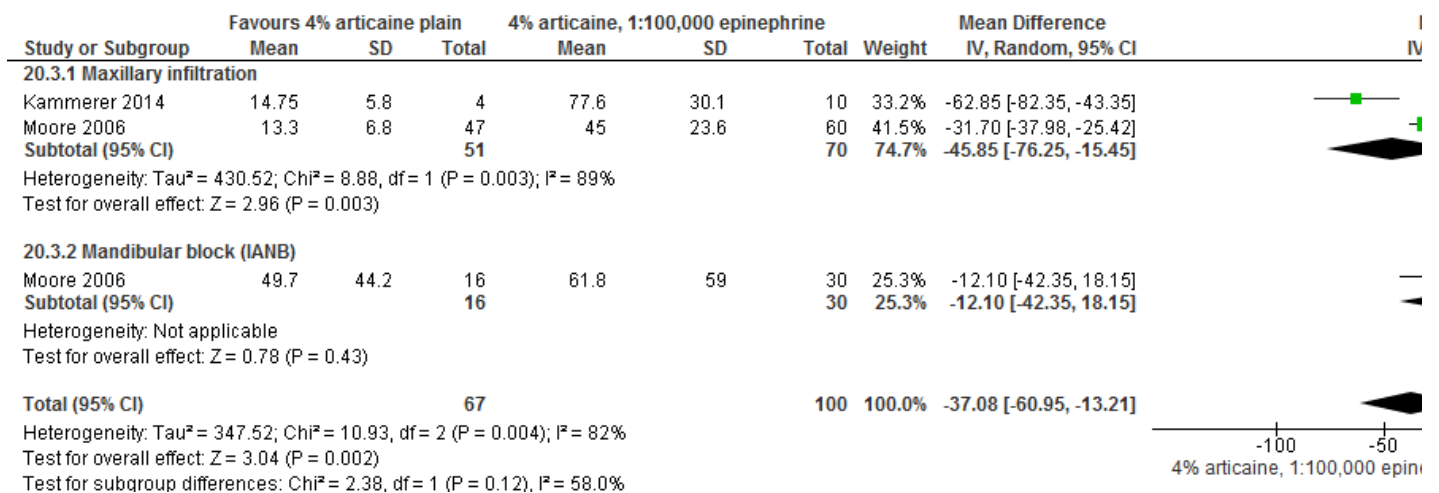 Favours 4% articaine plain 4% articaine, 1:100,000 epinephrine Mean Difference
Study or Subgroup Mean SD Total Mean SD Total Weight IV, Random, 95% CI IV
20.3.1 Maxillary infiltration
Kammerer 2014 14.75 5.8 4 77.6 30.1 10 33.2% -62.85 [-82.35, -43.35]
Moore 2006 13.3 6.8 47 45 23.6 60 41.5% -31.70 [-37.98, -25.42]
Subtotal (95% CI) 51 70 74.7% -45.85 [-76.25, -15.45]
Heterogeneity: Tau² = 430.52; Chi² = 8.88, df = 1 (P = 0.003); I² = 89%
Test for overall effect: Z = 2.96 (P = 0.003)
20.3.2 Mandibular block (IANB)
Moore 2006 49.7 44.2 16 61.8 59 30 25.3% -12.10 [-42.35, 18.15]
Subtotal (95% CI) 16 30 25.3% -12.10 [-42.35, 18.15]
Heterogeneity: Not applicable
Test for overall effect: Z = 0.78 (P = 0.43)
Total (95% CI) 67 100 100.0% -37.08 [-60.95, -13.21]
Heterogeneity: Tau² = 347.52; Chi² = 10.93, df = 2 (P = 0.004); I² = 82%
Test for overall effect: Z = 3.04 (P = 0.002)
Test for subgroup differences: Chi² = 2.38, df = 1 (P = 0.12), I² = 58.0%
-100 -50
4% articaine, 1:100,000 epine